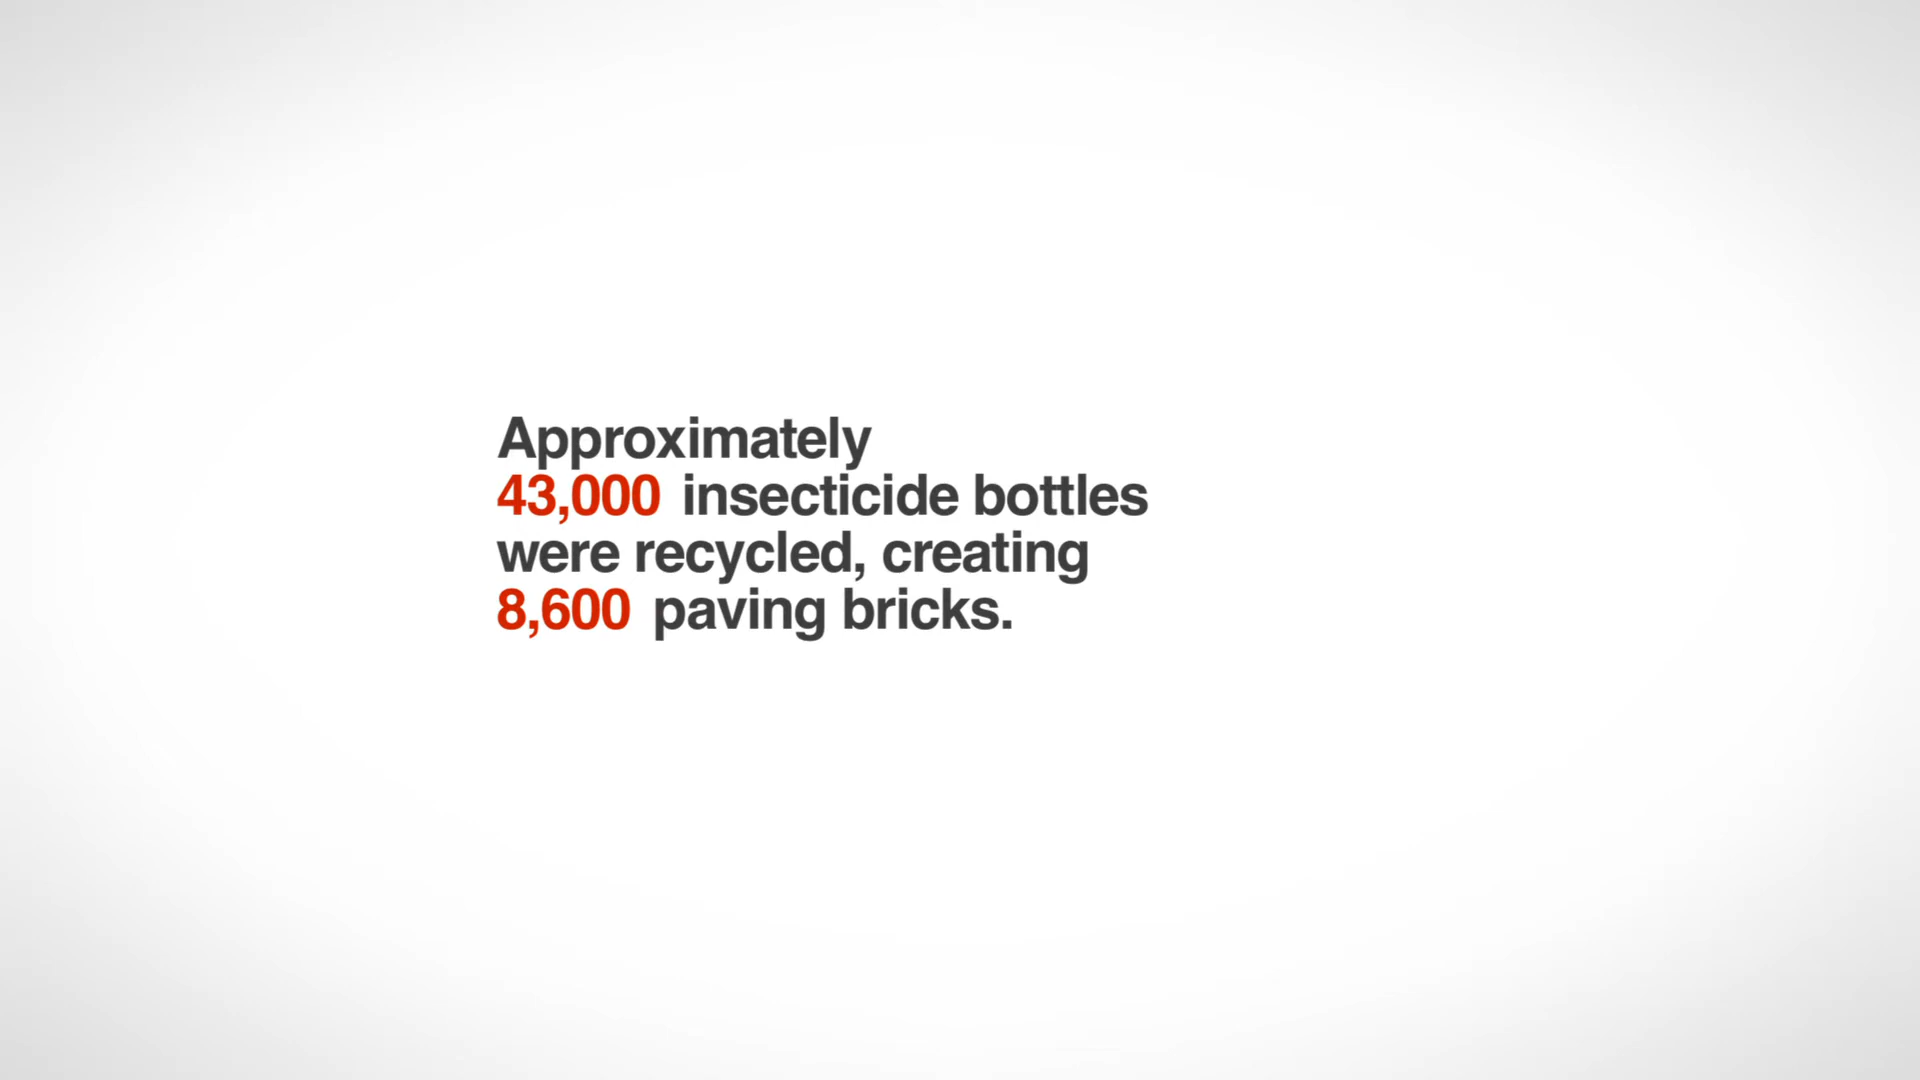 Approximately
43,000 insecticide bottles
were recycled, creating
8,600 paving bricks.